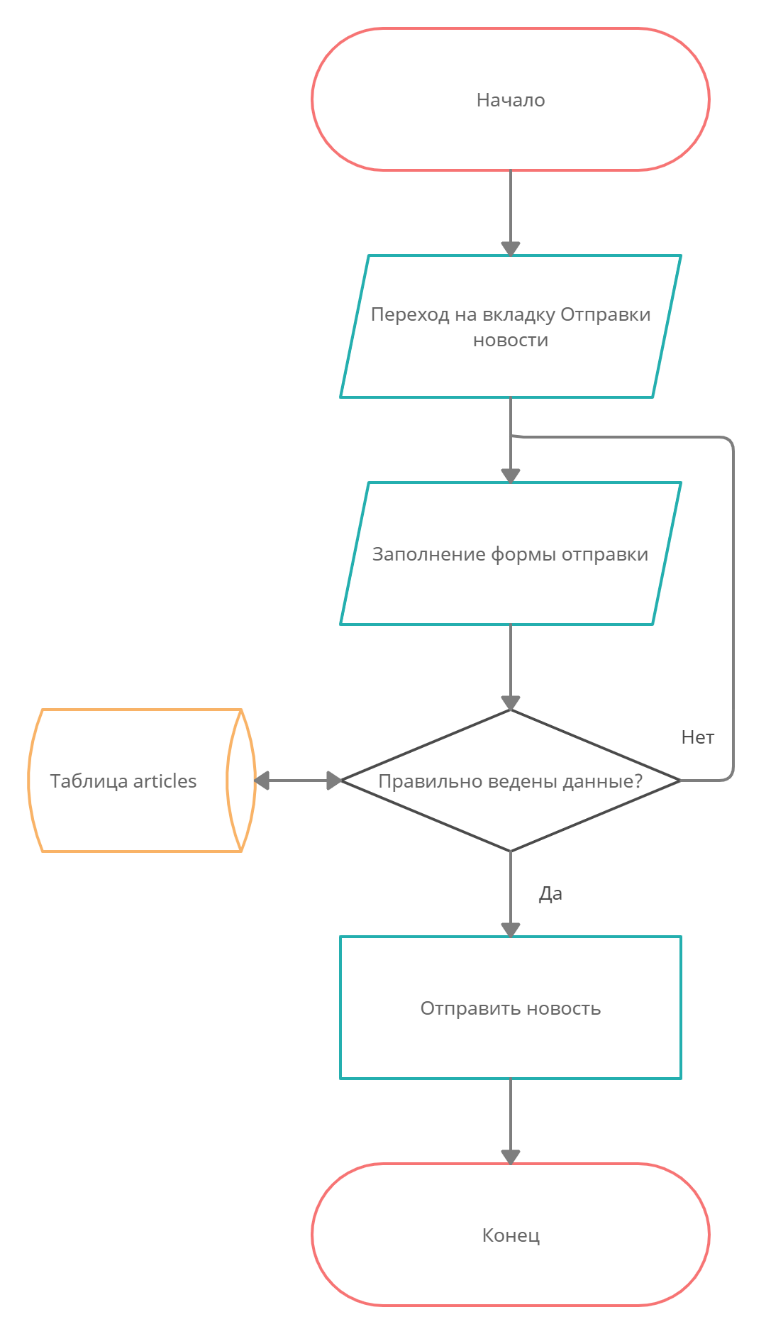 Начало
Переход на вкладку Отправки
новости
Заполнение формы отправки
Нет
Таблица articles
Правильно ведены данные?
Да
Отправить новость
Конец